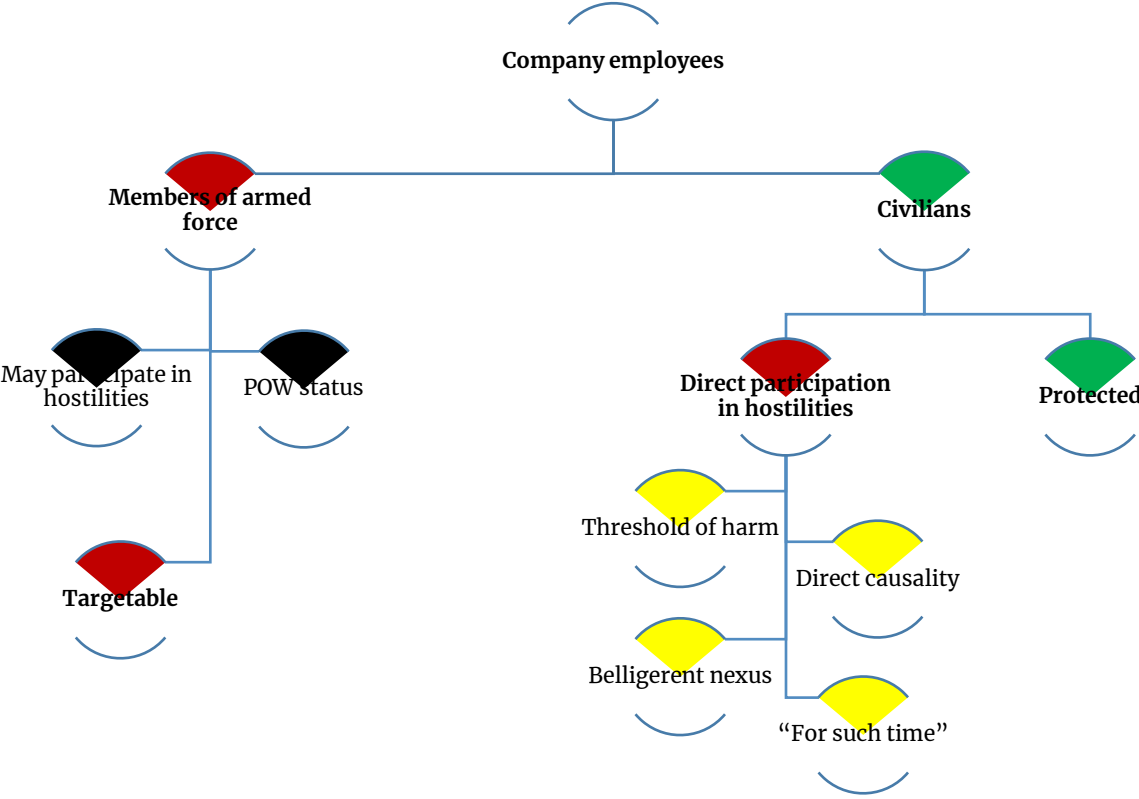 Company employees
Members of armed
force
Civilians
May participate in
hostilities
POW status
Direct participation
in hostilities
Protected
Threshold of harm
Direct causality
Targetable
Belligerent nexus
“For such time”